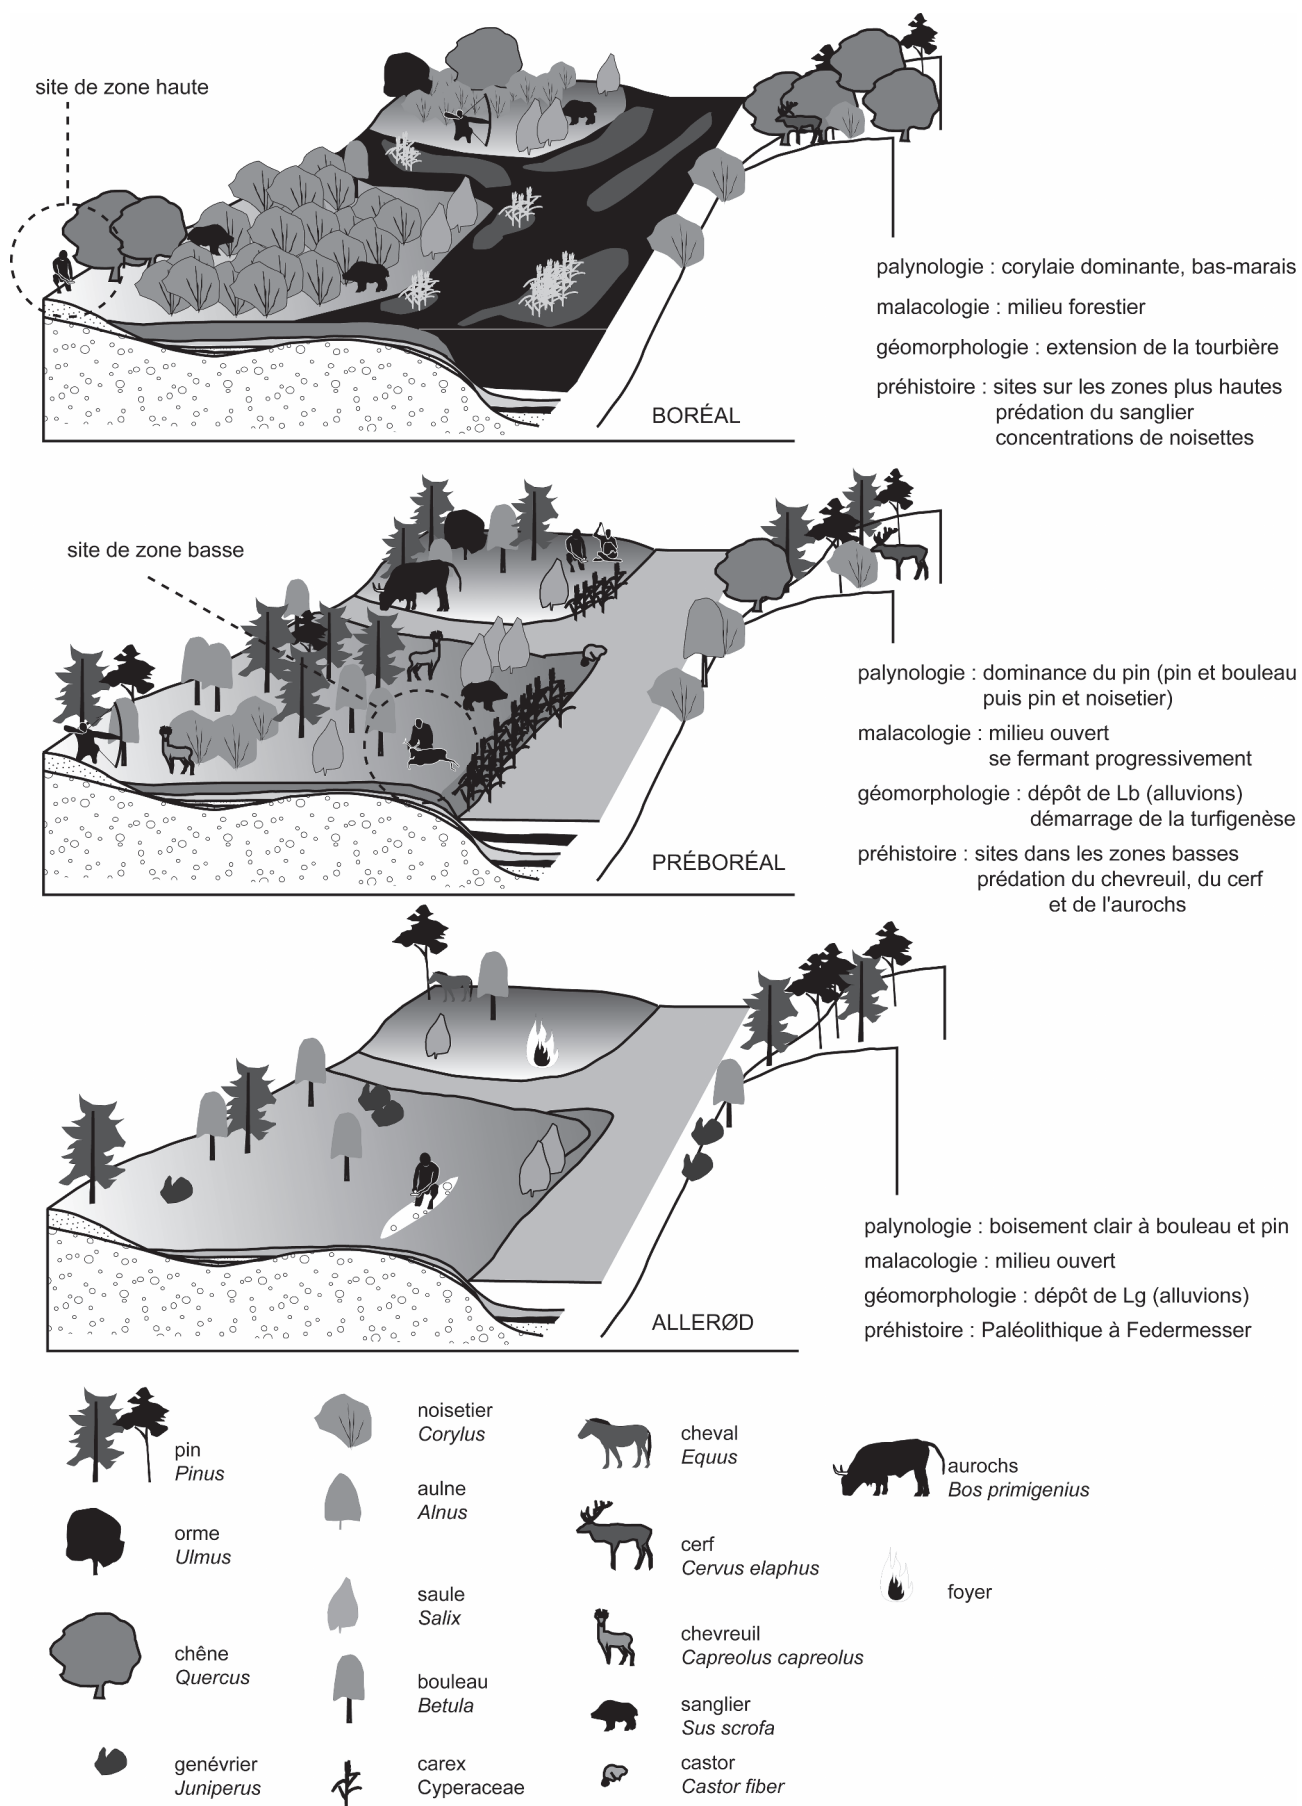 site de zone haute
palynologie : corylaie dominante, bas-marais
malacologie : milieu forestier
géomorphologie : extension de la tourbière
préhistoire : sites sur les zones plus hautes
prédation du sanglier
concentrations de noisettes
BORÉAL
site de zone basse
palynologie : dominance du pin (pin et bouleau
puis pin et noisetier)
malacologie : milieu ouvert
se fermant progressivement
géomorphologie : dépôt de Lb (alluvions)
démarrage de la turfigenèse
préhistoire : sites dans les zones basses
prédation du chevreuil, du cerf
et de l'aurochs
PRÉBORÉAL
palynologie : boisement clair à bouleau et pin
malacologie : milieu ouvert
géomorphologie : dépôt de Lg (alluvions)
préhistoire : Paléolithique à Federmesser
ALLERØD
pin
Pinus
orme
Ulmus
chêne
Quercus
genévrier
Juniperus
noisetier
Corylus
aulne
Alnus
saule
Salix
bouleau
Betula
carex
Cyperaceae
cheval
Equus
cerf
Cervus elaphus
chevreuil
Capreolus capreolus
sanglier
Sus scrofa
castor
Castor fiber
aurochs
Bos primigenius
foyer